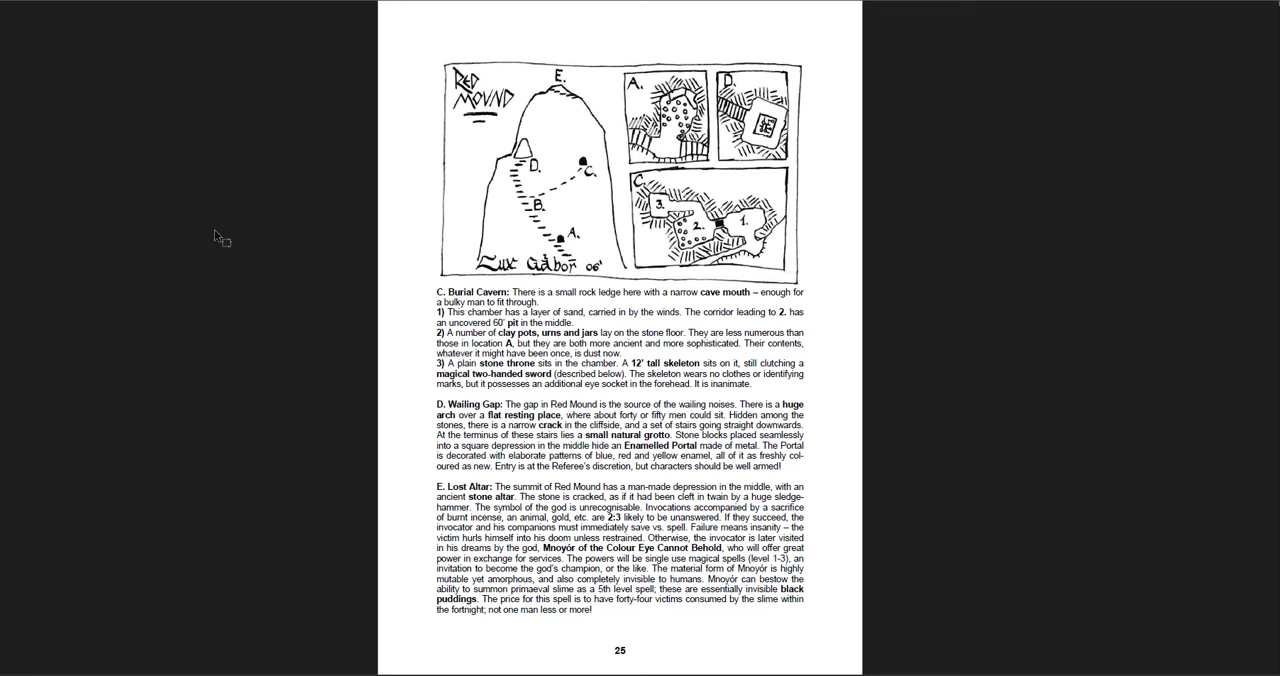 RED
MOUND
E.
D.
C.
B.
A.
Lux Gábor 06'
A.
D.
C.
3.
2.
1.
C. Burial Cavern: There is a small rock ledge here with a narrow cave mouth – enough for
a bulky man to fit through.
1) This chamber has a layer of sand, carried in by the winds. The corridor leading to 2. has
an uncovered 60' pit in the middle.
2) A number of clay pots, urns and jars lay on the stone floor. They are less numerous than
those in location A, but they are both more ancient and more sophisticated. Their contents,
whatever it might have been once, is dust now.
3) A plain stone throne sits in the chamber. A 12' tall skeleton sits on it, still clutching a
magical two-handed sword (described below). The skeleton wears no clothes or identifying
marks, but it possesses an additional eye socket in the forehead. It is inanimate.
D. Wailing Gap: The gap in Red Mound is the source of the wailing noises. There is a huge
arch over a flat resting place, where about forty or fifty men could sit. Hidden among the
stones, there is a narrow crack in the cliffside, and a set of stairs going straight downwards.
At the terminus of these stairs lies a small natural grotto. Stone blocks placed seamlessly
into a square depression in the middle hide an Enamelled Portal made of metal. The Portal
is decorated with elaborate patterns of blue, red and yellow enamel, all of it as freshly col-
oured as new. Entry is at the Referee's discretion, but characters should be well armed!
E. Lost Altar: The summit of Red Mound has a man-made depression in the middle, with an
ancient stone altar. The stone is cracked, as if it had been cleft in twain by a huge sledge-
hammer. The symbol of the god is unrecognisable. Invocations accompanied by a sacrifice
of burnt incense, an animal, gold, etc. are 2:3 likely to be unanswered. If they succeed, the
invocator and his companions must immediately save vs. spell. Failure means insanity – the
victim hurls himself into his doom unless restrained. Otherwise, the invocator is later visited
in his dreams by the god, Mnoyór of the Colour Eye Cannot Behold, who will offer great
power in exchange for services. The powers will be single use magical spells (level 1-3), an
invitation to become the god's champion, or the like. The material form of Mnoyór is highly
mutable yet amorphous, and also completely invisible to humans. Mnoyór can bestow the
ability to summon primaeval slime as a 5th level spell; these are essentially invisible black
puddings. The price for this spell is to have forty-four victims consumed by the slime within
the fortnight; not one man less or more!
25